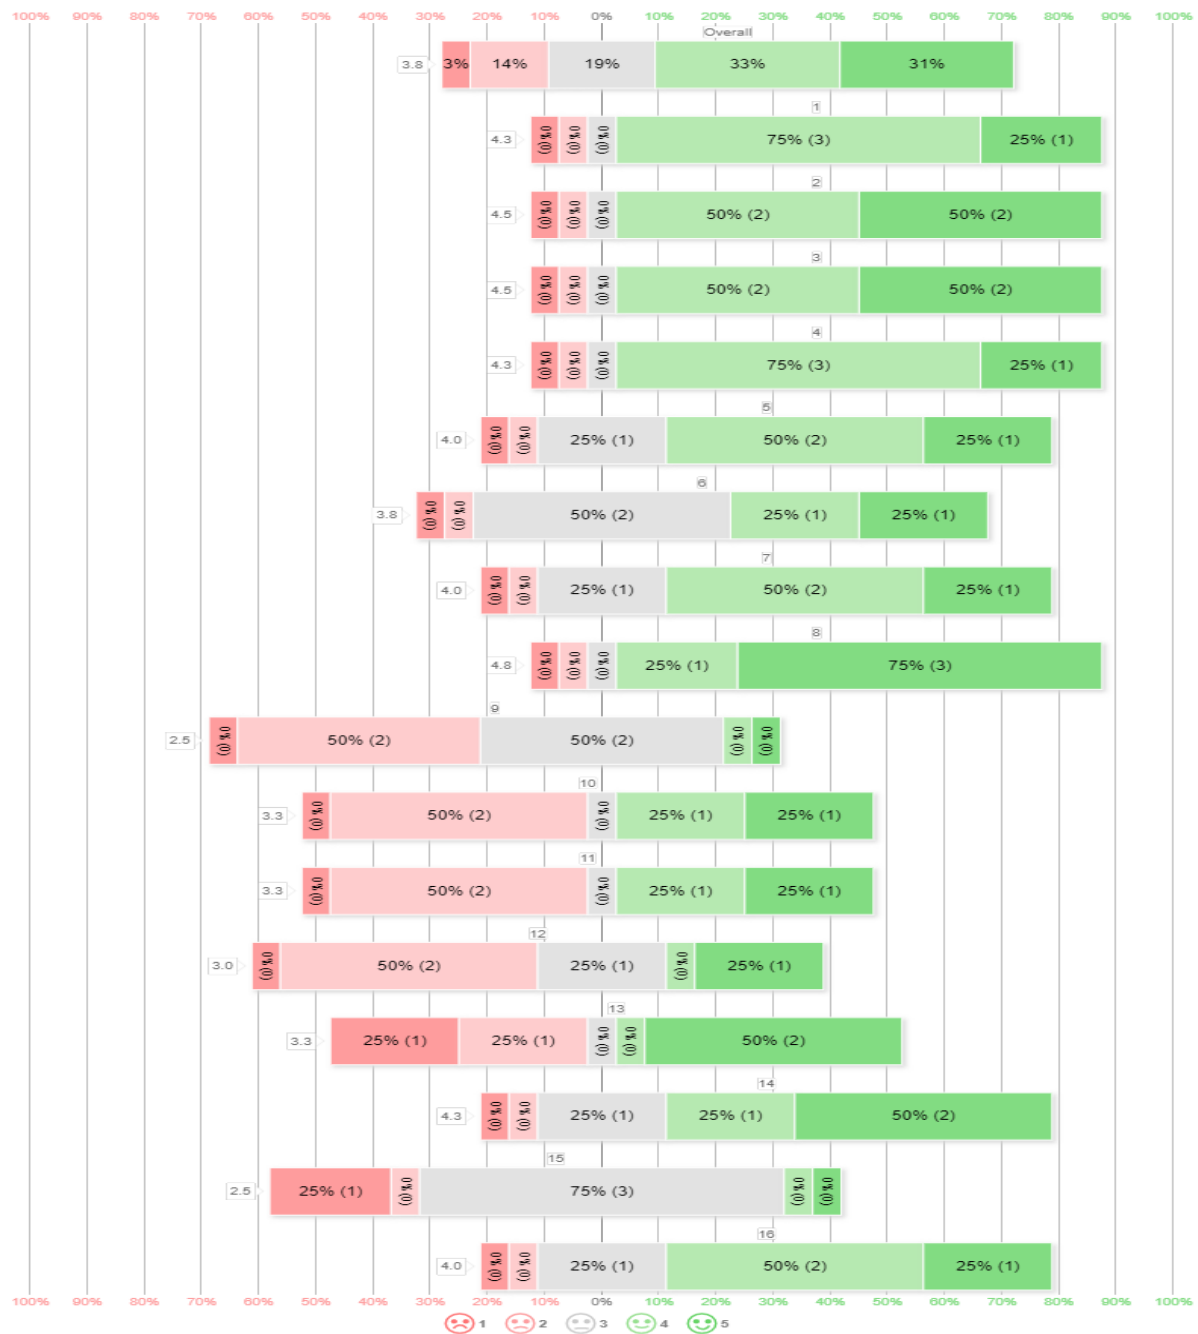 100% 90% 80% 70% 60% 50% 40% 30% 20% 10% 0% 10% 20% 30% 40% 50% 60% 70% 80% 90% 100%
Overall
3.8 3% 14% 19% 33% 31%
1
4.3 0% (0) 0% (0) 0% (0) 75% (3) 25% (1)
2
4.5 0% (0) 0% (0) 0% (0) 50% (2) 50% (2)
3
4.5 0% (0) 0% (0) 0% (0) 50% (2) 50% (2)
4
4.3 0% (0) 0% (0) 0% (0) 75% (3) 25% (1)
5
4.0 0% (0) 0% (0) 25% (1) 50% (2) 25% (1)
6
3.8 0% (0) 0% (0) 50% (2) 25% (1) 25% (1)
7
4.0 0% (0) 0% (0) 25% (1) 50% (2) 25% (1)
8
4.8 0% (0) 0% (0) 0% (0) 25% (1) 75% (3)
9
2.5 0% (0) 50% (2) 50% (2) 0% (0) 0% (0)
10
3.3 0% (0) 50% (2) 0% (0) 25% (1) 25% (1)
11
3.3 0% (0) 50% (2) 0% (0) 25% (1) 25% (1)
12
3.0 0% (0) 50% (2) 25% (1) 0% (0) 25% (1)
13
3.3 25% (1) 25% (1) 0% (0) 0% (0) 50% (2)
14
4.3 0% (0) 0% (0) 25% (1) 25% (1) 50% (2)
15
2.5 25% (1) 0% (0) 75% (3) 0% (0) 0% (0)
16
4.0 0% (0) 0% (0) 25% (1) 50% (2) 25% (1)
100% 90% 80% 70% 60% 50% 40% 30% 20% 10% 0% 10% 20% 30% 40% 50% 60% 70% 80% 90% 100%
1 2 3 4 5